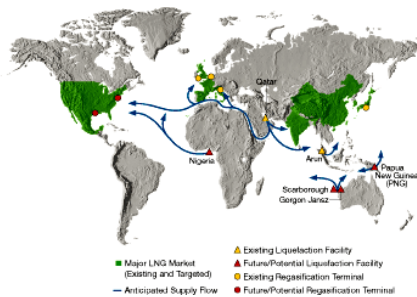 Qatar
Nigeria
Arun
Papua
New Guinea
(PNG)
Scarborough
Gorgon Jansz
Major LNG Market
(Existing and Targeted)
Anticipated Supply Flow
Existing Liquefaction Facility
Future/Potential Liquefaction Facility
Existing Regasification Terminal
Future/Potential Regasification Terminal